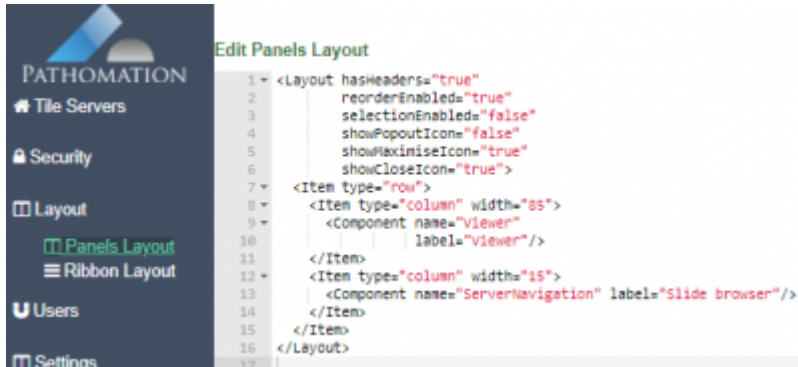 PATHOMATION
Tile Servers
Security
Layout
Panels Layout
Ribbon Layout
Users
Settings
Edit Panels Layout
1 <Layout hasHeaders="true"
2 reorderEnabled="true"
3 selectionEnabled="false"
4 showPopoutIcon="false"
5 showMaximiseIcon="true"
6 showCloseIcon="true">
7 <Item type="row">
8 <Item type="column" width="85">
9 <Component name="Viewer"
10 label="Viewer"/>
11 </Item>
12 <Item type="column" width="15">
13 <Component name="ServerNavigation" label="Slide browser"/>
14 </Item>
15 </Item>
16 </Layout>
17